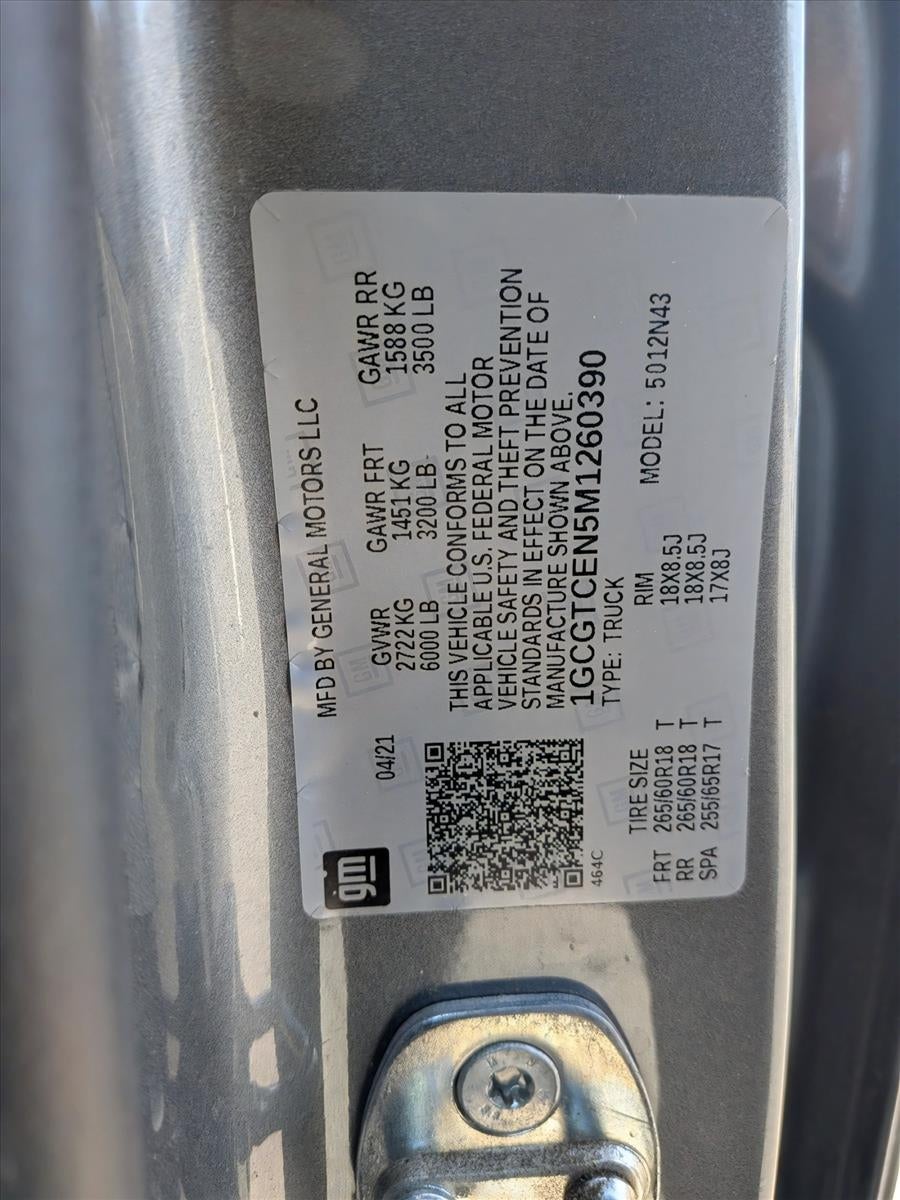 gm
MFD BY GENERAL MOTORS LLC
04/21
GVWR GAWR FRT GAWR RR
2722 KG 1451 KG 1588 KG
6000 LB 3200 LB 3500 LB
THIS VEHICLE CONFORMS TO ALL
APPLICABLE U.S. FEDERAL MOTOR
VEHICLE SAFETY AND THEFT PREVENTION
STANDARDS IN EFFECT ON THE DATE OF
MANUFACTURE SHOWN ABOVE.
1GCGTCEN5M1260390
464C
TYPE: TRUCK
TIRE SIZE RIM MODEL: 5012N43
FRT 265/60R18 T 18X8.5J
RR 265/60R18 T 18X8.5J
SPA 255/65R17 T 17X8J